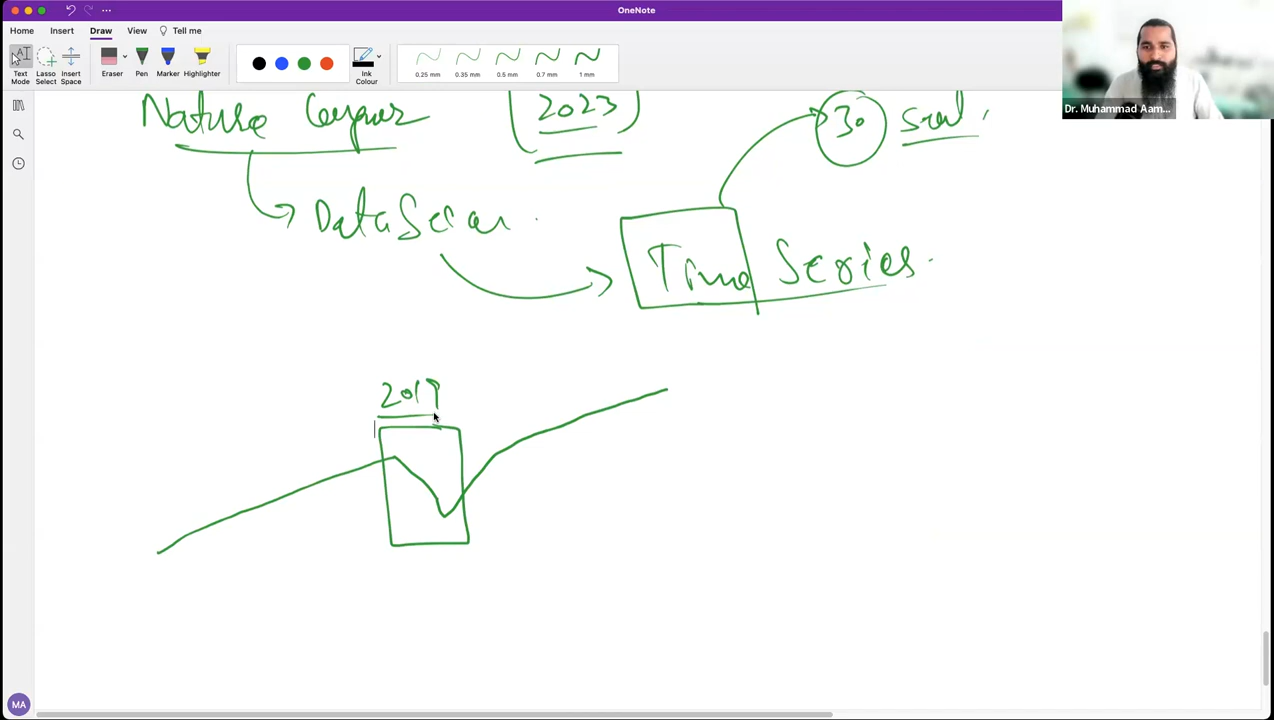 OneNote
Home Insert Draw View Tell me
Text Mode
Lasso Select
Insert Space
Eraser
Pen
Marker
Highlighter
Ink Colour
0.25 mm 0.35 mm 0.5 mm 0.7 mm 1 mm
Dr. Muhammad Aam...
Nature (2023) 30
Data
Time Series.
2019
MA